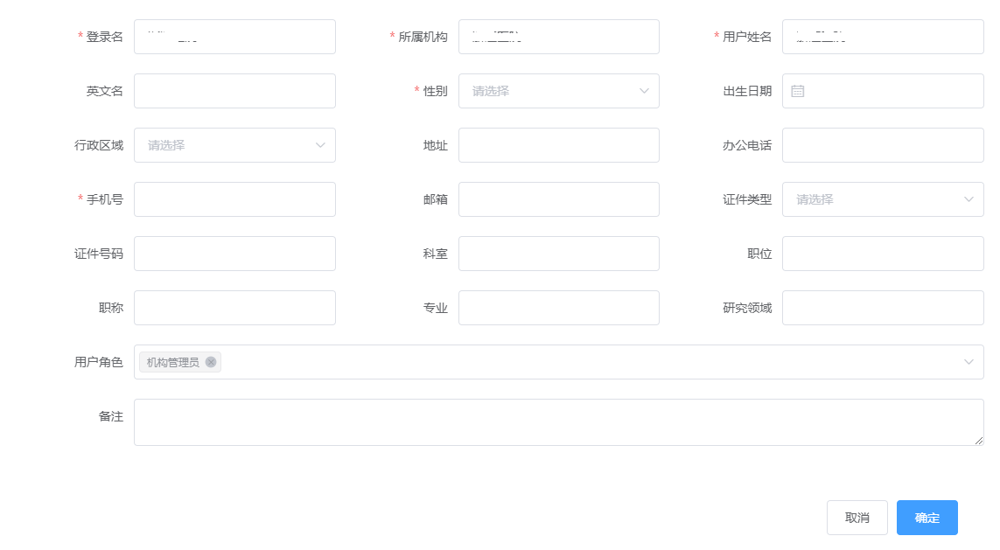 * 登录名 * 所属机构 * 用户姓名
英文名 * 性别 请选择 出生日期
行政区域 请选择 地址 办公电话
* 手机号 邮箱 证件类型 请选择
证件号码 科室 职位
职称 专业 研究领域
用户角色 机构管理员
备注
取消 确定